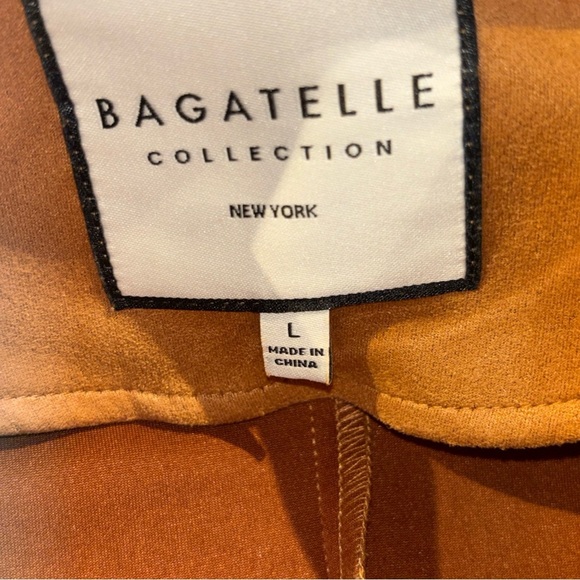 BAGATELLE
COLLECTION
NEW YORK
L
MADE IN
CHINA